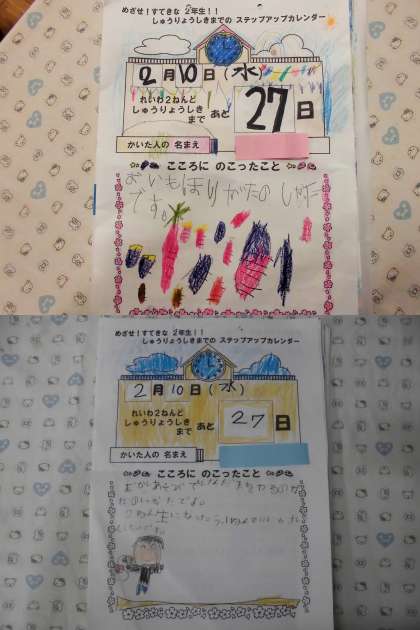 めざせ！すてきな 2年生！！
しゅうりょうしきまでの ステップアップカレンダー
2月10日(水)
れいわ2ねんど
しゅうりょうしき
まで
あと
27日
かいた人の 名まえ
こころに のこったこと
おいもほりがたのしかた
です。
めざせ！すてきな 2年生！！
しゅうりょうしきまでの ステップアップカレンダー
2月10日(水)
れいわ2ねんど
しゅうりょうしき
まで
あと
27日
かいた人の 名まえ
こころに のこったこと
2ねん生に